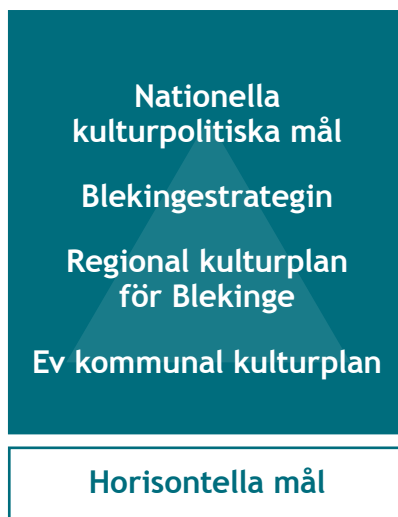 Nationella
kulturpolitiska mål
Blekingestrategin
Regional kulturplan
för Blekinge
Ev kommunal kulturplan
Horisontella mål